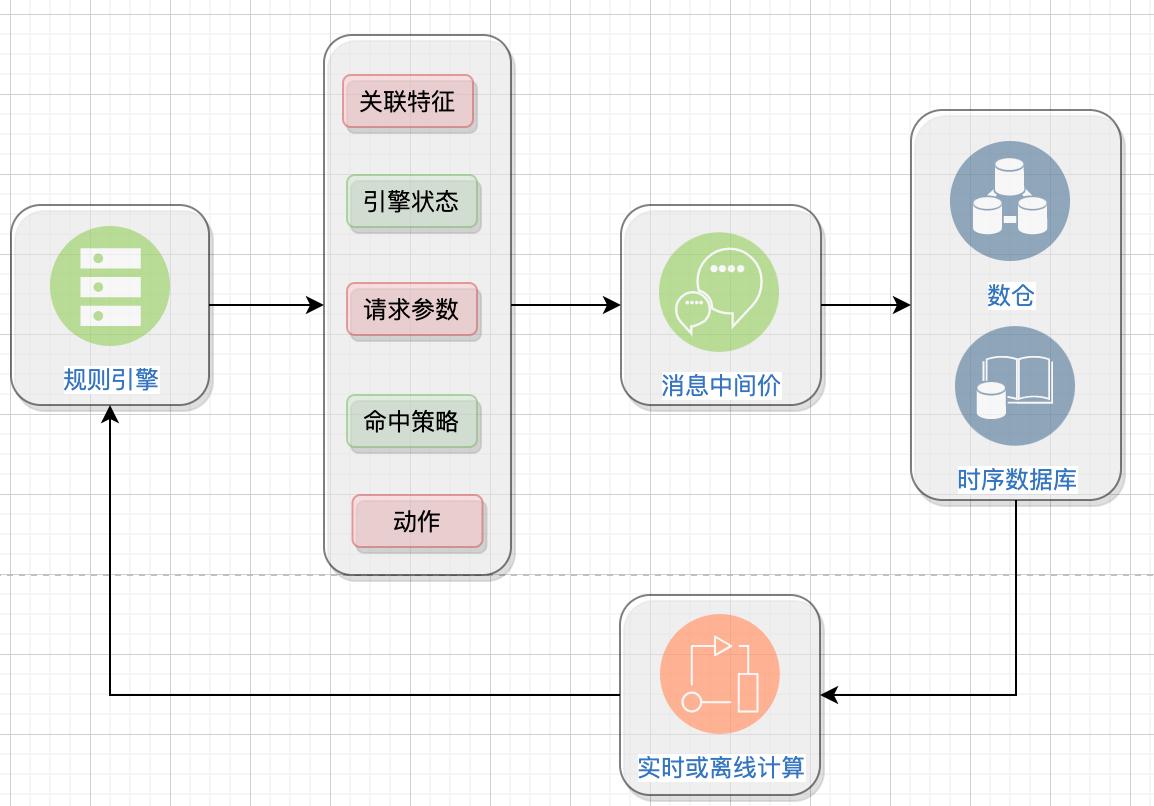 关联特征
引擎状态
请求参数
命中策略
动作
规则引擎
消息中间价
数仓
时序数据库
实时或离线计算